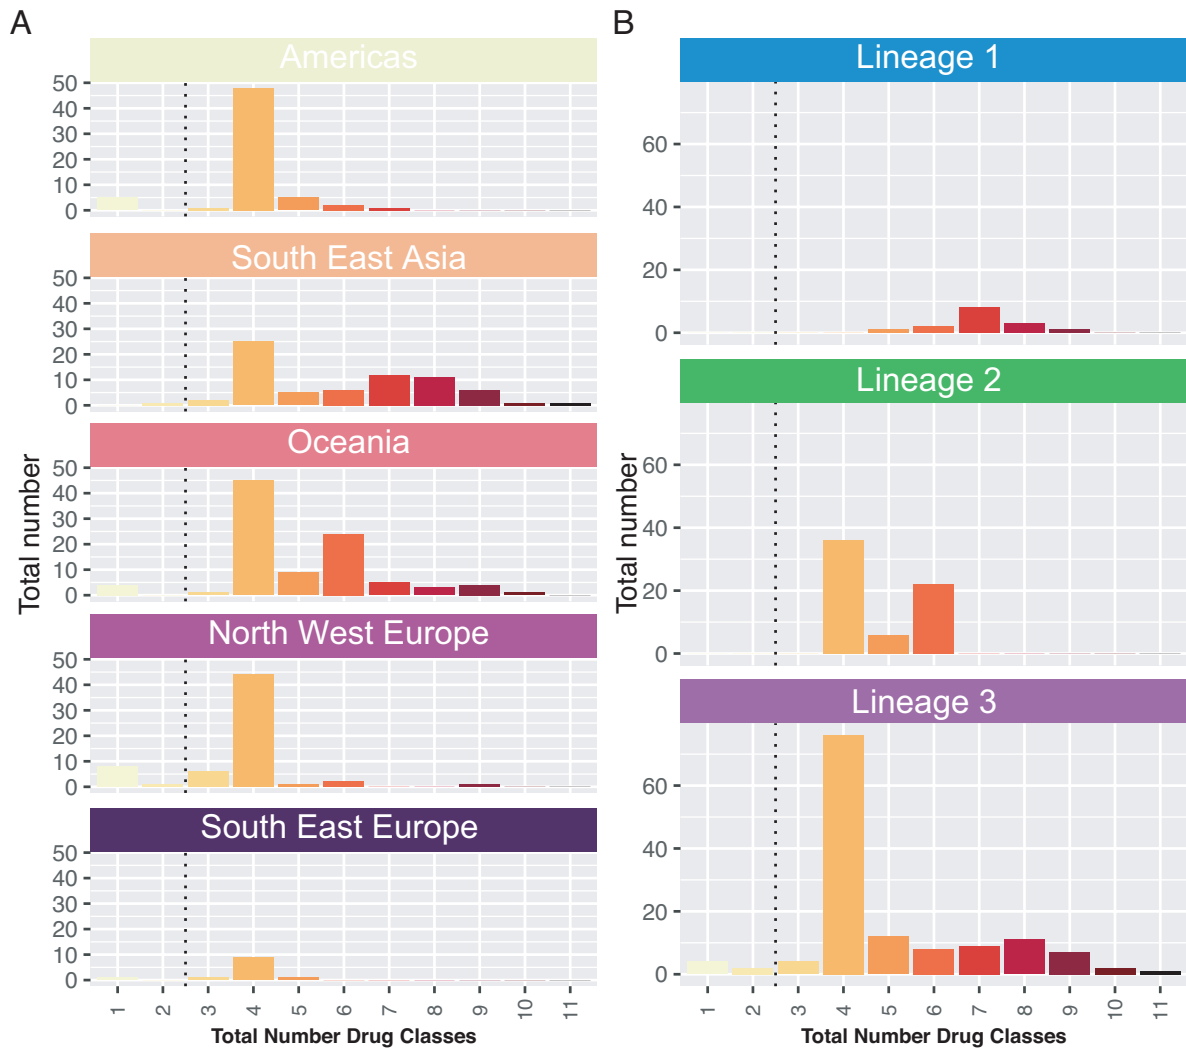 A
Americas
50
40
30
20
10
0
South East Asia
50
40
30
20
10
0
Oceania
50
40
30
20
10
0
North West Europe
50
40
30
20
10
0
South East Europe
50
40
30
20
10
0
Total number
1 2 3 4 5 6 7 8 9 10 11
Total Number Drug Classes
B
Lineage 1
60
40
20
0
Lineage 2
60
40
20
0
Lineage 3
60
40
20
0
Total number
1 2 3 4 5 6 7 8 9 10 11
Total Number Drug Classes